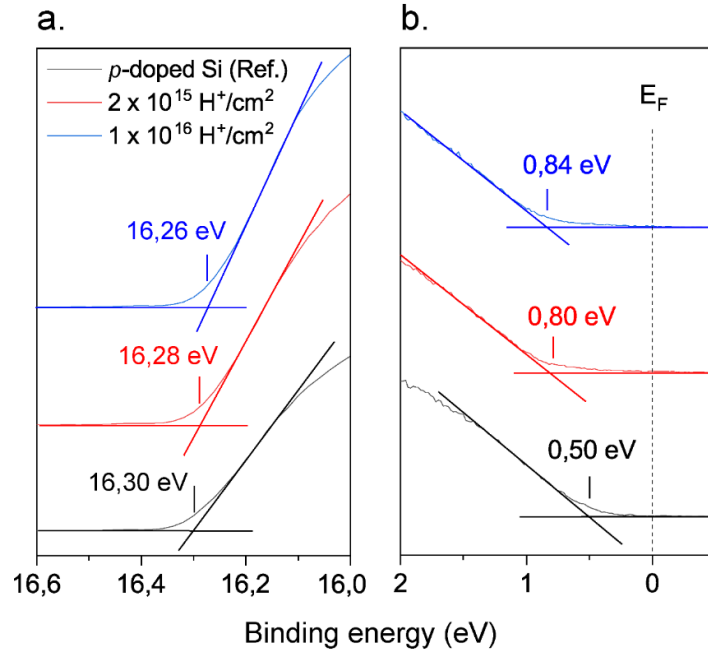 a.
b.
p-doped Si (Ref.)
2 x 10¹⁵ H⁺/cm²
1 x 10¹⁶ H⁺/cm²
16,26 eV
16,28 eV
16,30 eV
E_F
0,84 eV
0,80 eV
0,50 eV
16,6 16,4 16,2 16,0
2 1 0
Binding energy (eV)